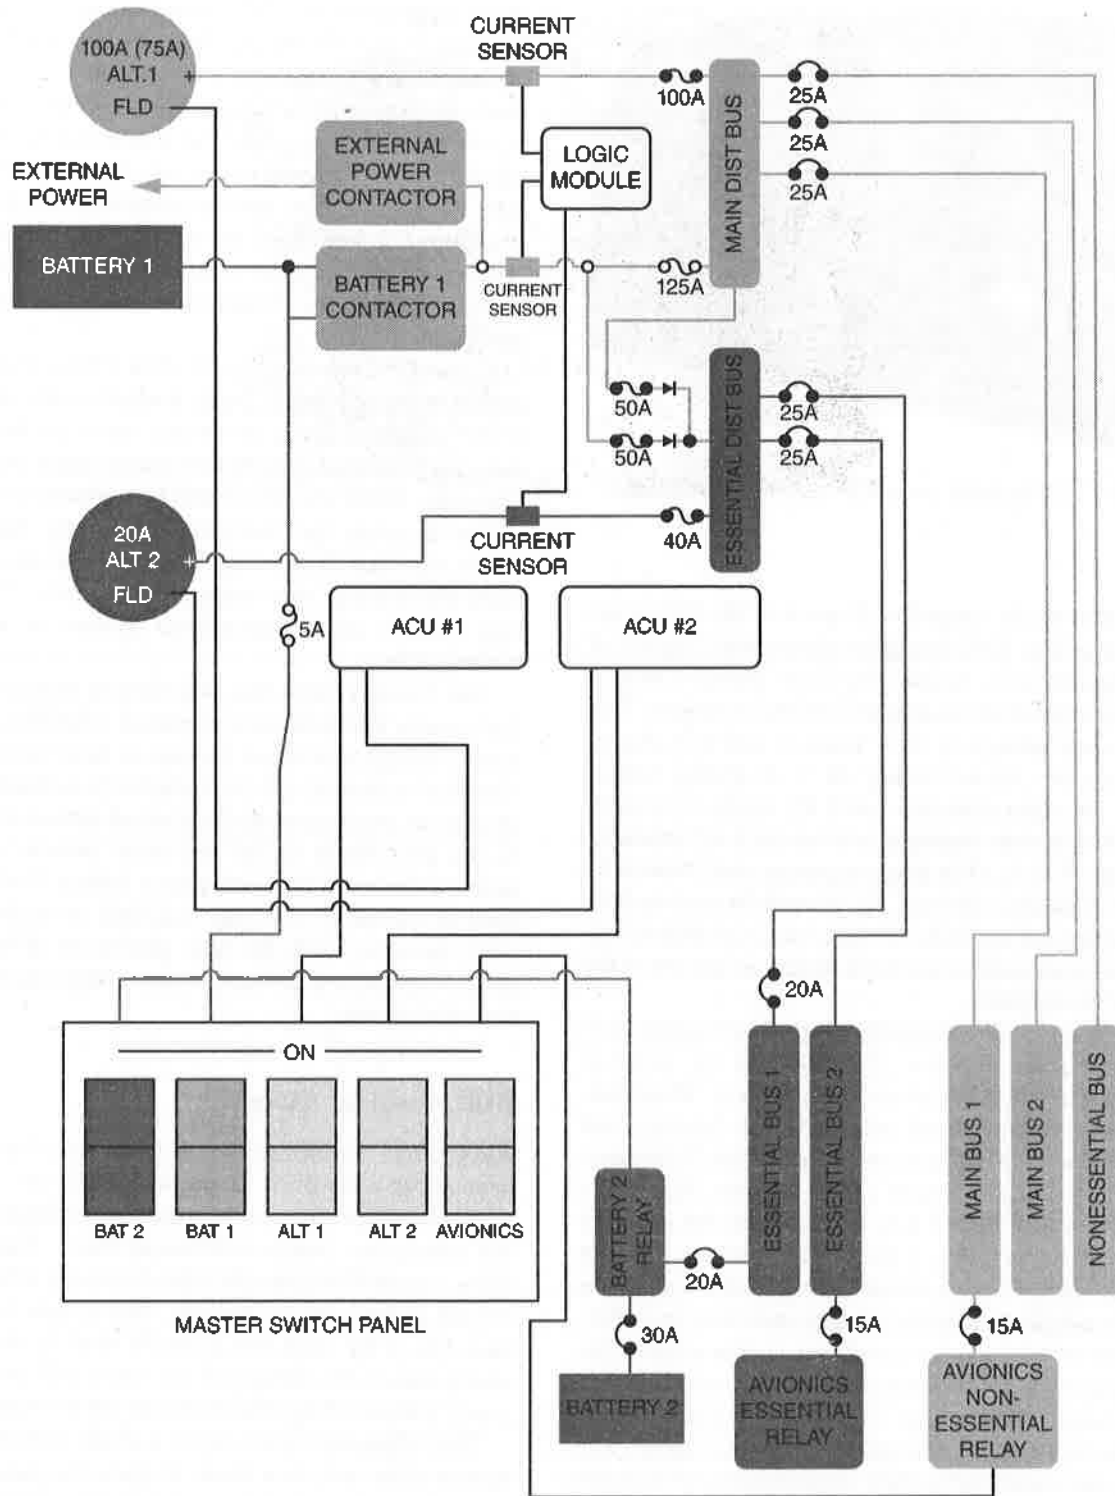 100A (75A)
ALT.1
+
FLD
CURRENT
SENSOR
100A
25A
25A
25A
MAIN DIST BUS
EXTERNAL
POWER
EXTERNAL
POWER
CONTACTOR
LOGIC
MODULE
BATTERY 1
BATTERY 1
CONTACTOR
CURRENT
SENSOR
125A
50A
50A
25A
25A
ESSENTIAL DIST BUS
20A
ALT 2
+
FLD
CURRENT
SENSOR
40A
5A
ACU #1
ACU #2
20A
ON
BAT 2
BAT 1
ALT 1
ALT 2
AVIONICS
MASTER SWITCH PANEL
BATTERY 2
RELAY
20A
ESSENTIAL BUS 1
ESSENTIAL BUS 2
MAIN BUS 1
MAIN BUS 2
NONESSENTIAL BUS
30A
15A
15A
BATTERY 2
AVIONICS
ESSENTIAL
RELAY
AVIONICS
NON-
ESSENTIAL
RELAY